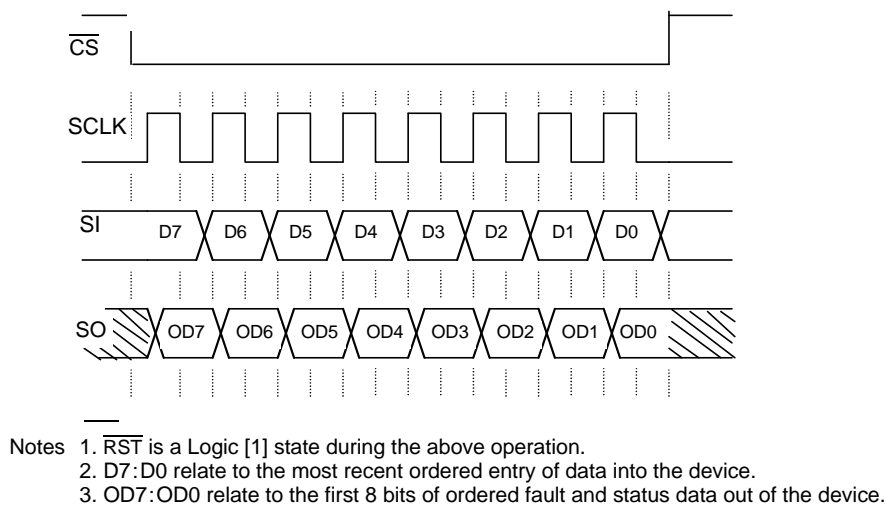 CS
SCLK
SI D7 D6 D5 D4 D3 D2 D1 D0
SO OD7 OD6 OD5 OD4 OD3 OD2 OD1 OD0
Notes 1. RST is a Logic [1] state during the above operation.
2. D7:D0 relate to the most recent ordered entry of data into the device.
3. OD7:OD0 relate to the first 8 bits of ordered fault and status data out of the device.